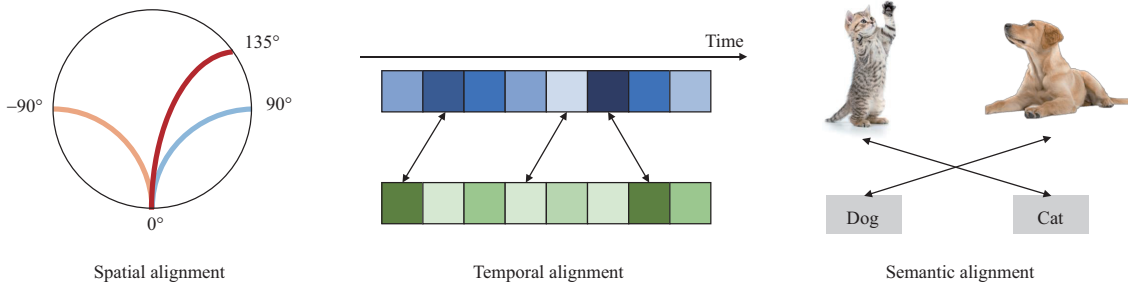 135°
–90°
90°
0°
Spatial alignment
Time
Temporal alignment
Dog
Cat
Semantic alignment